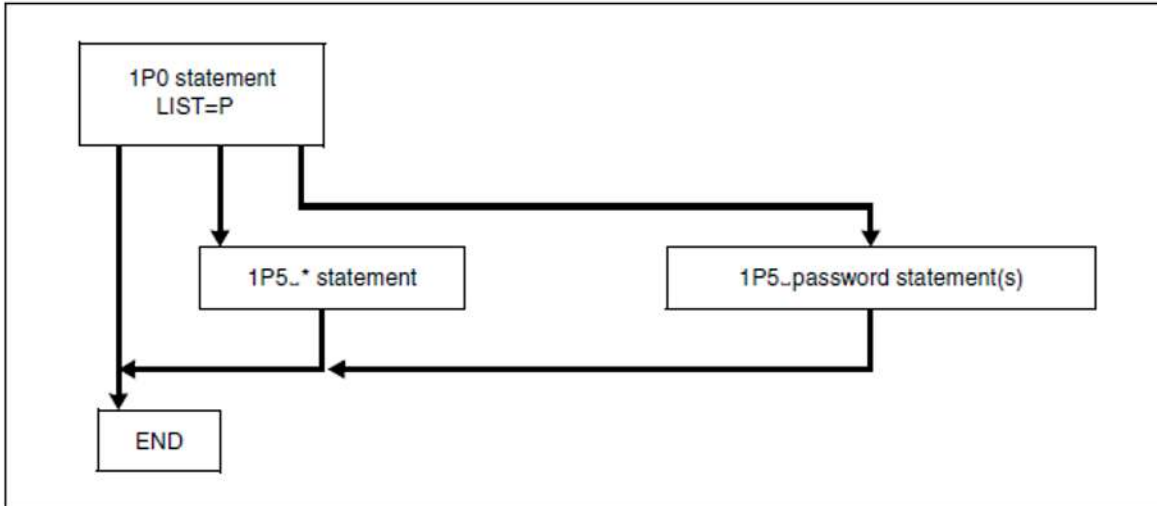 1P0 statement
LIST=P
1P5⎵* statement
1P5⎵password statement(s)
END